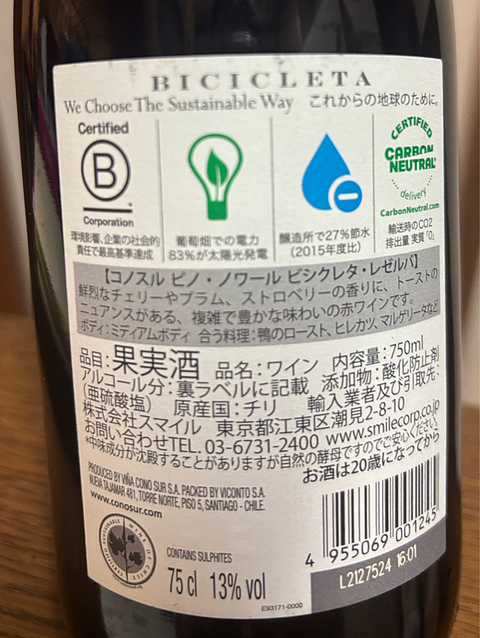 BICICLETA
We Choose The Sustainable Way これからの地球のために。
Certified
B
Corporation
環境影響、企業の社会的
責任で最高基準達成
葡萄畑での電力
83%が太陽光発電
醸造所で27%節水
(2015年度比)
CERTIFIED
CARBON
NEUTRAL
delivery
CarbonNeutral.com
輸送時のCO2
排出量 実質"0"
【コノスル ピノ・ノワール ビシクレタ・レゼルバ】
鮮烈なチェリーやプラム、ストロベリーの香りに、トーストの
ニュアンスがある、複雑で豊かな味わいの赤ワインです。
ボディ:ミディアムボディ 合う料理:鴨のロースト、ヒレカツ、マルゲリータなど
品目:果実酒 品名:ワイン 内容量:750ml
アルコール分:裏ラベルに記載 添加物:酸化防止剤
(亜硫酸塩) 原産国:チリ 輸入業者及び引取先:
株式会社スマイル 東京都江東区潮見2-8-10
お問い合わせTEL. 03-6731-2400 www.smilecorp.co.jp
*中味成分が沈殿することがありますが自然の酵母ですのでご安心ください。
お酒は20歳になってから
PRODUCED BY VIÑA CONO SUR S.A. PACKED BY VICONTO S.A.
NUEVA TAJAMAR 481, TORRE NORTE, PISO 5, SANTIAGO - CHILE.
www.conosur.com
CERTIFIED SUSTAINABLE WINE OF CHILE
CONTAINS SULPHITES
75 cl 13% vol
E93171-0009
4 955069 001245
L2127524 16:01